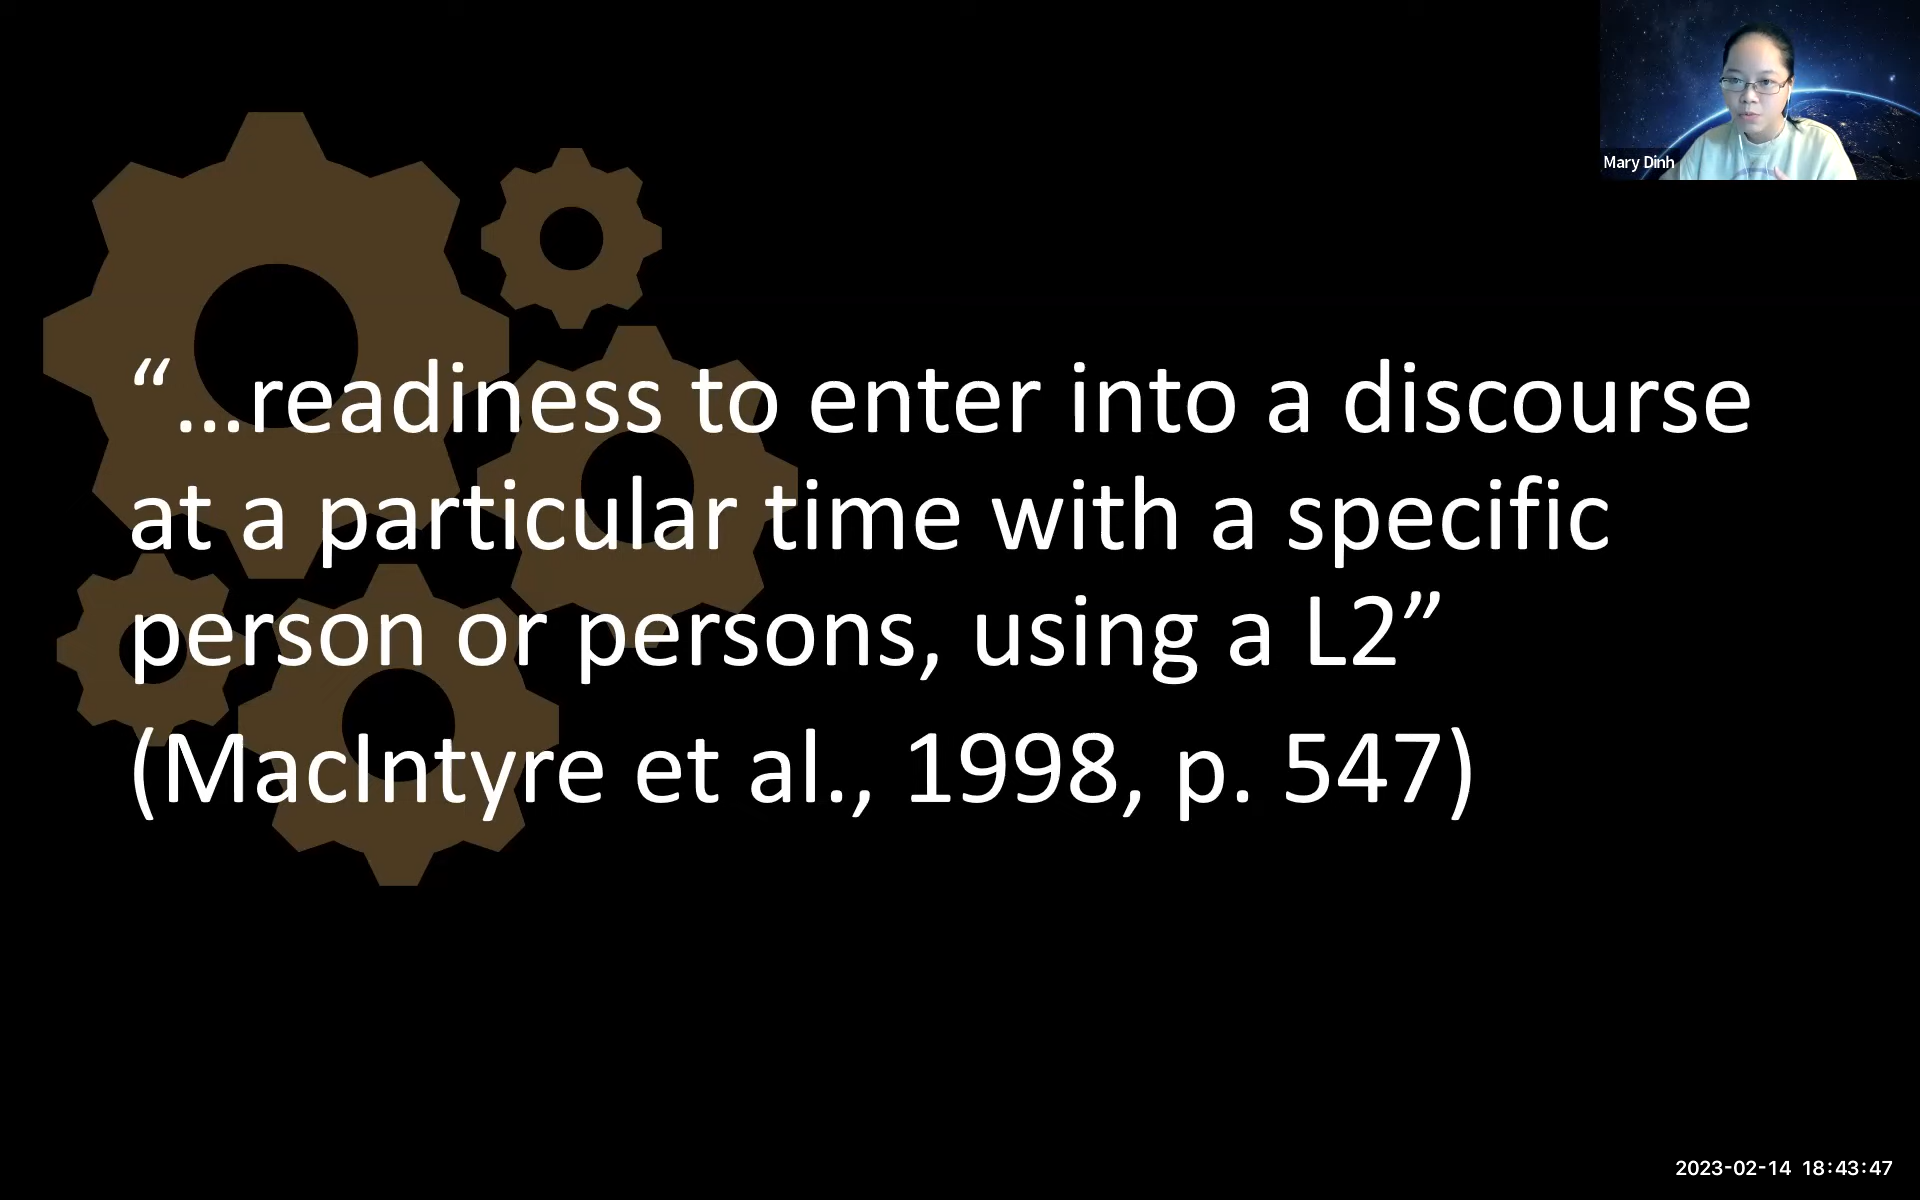 Mary Dinh
“...readiness to enter into a discourse
at a particular time with a specific
person or persons, using a L2”
(MacIntyre et al., 1998, p. 547)
2023-02-14 18:43:47